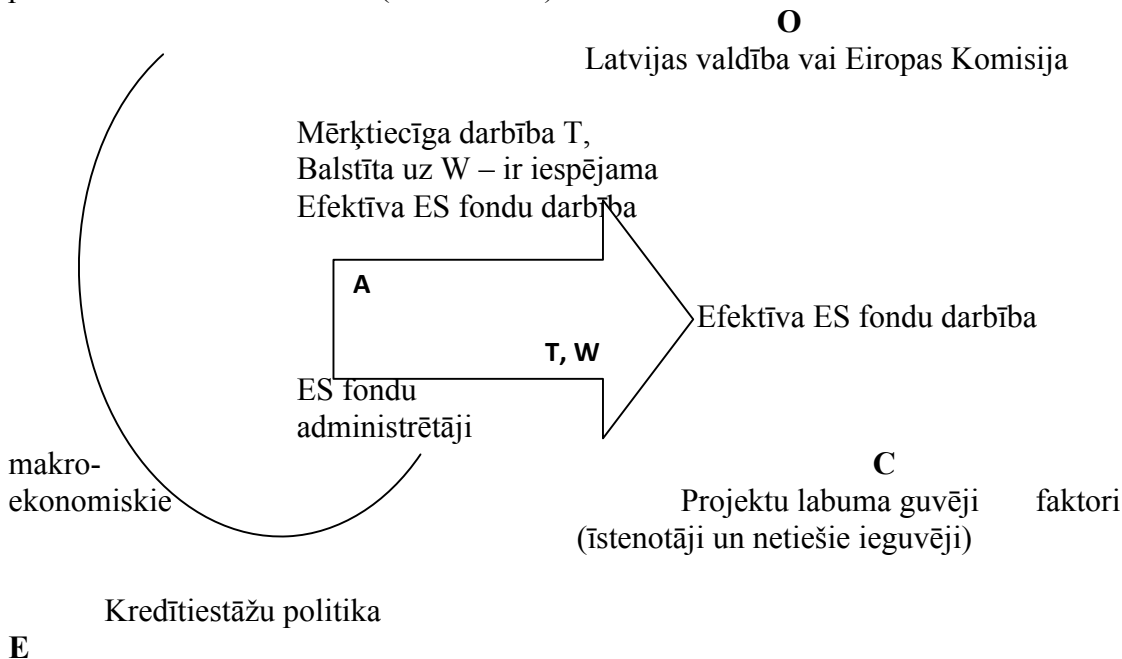 O
Latvijas valdība vai Eiropas Komisija
Mērķtiecīga darbība T,
Balstīta uz W – ir iespējama
Efektīva ES fondu darbība
A
Efektīva ES fondu darbība
T, W
ES fondu
administrētāji
makro-
C
ekonomiskie
Projektu labuma guvēji faktori
(īstenotāji un netiešie ieguvēji)
Kredītiestāžu politika
E